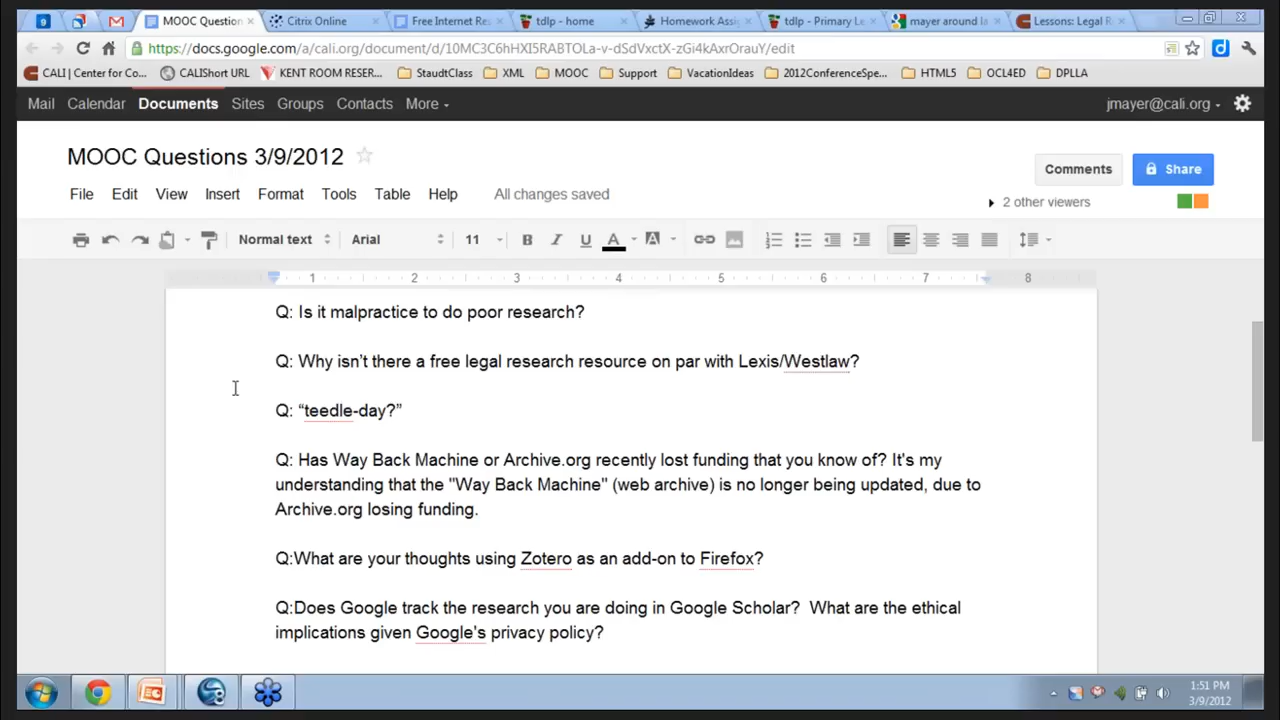 MOOC Question
Citrix Online
Free Internet Res
tdlp - home
Homework Assi
tdlp - Primary Le
mayer around la
Lessons: Legal R
https://docs.google.com/a/cali.org/document/d/10MC3C6hHXI5RABTOLa-v-dSdVxctX-zGi4kAxrOrauY/edit
CALI | Center for Co...
CALIShort URL
KENT ROOM RESER...
StaudtClass
XML
MOOC
Support
VacationIdeas
2012ConferenceSpe...
HTML5
OCL4ED
DPLLA
Mail Calendar Documents Sites Groups Contacts More
jmayer@cali.org
MOOC Questions 3/9/2012
Comments
Share
File Edit View Insert Format Tools Table Help
All changes saved
2 other viewers
Normal text
Arial
11
B I U A A
1 2 3 4 5 6 7 8
Q: Is it malpractice to do poor research?
Q: Why isn't there a free legal research resource on par with Lexis/Westlaw?
Q: “teedle-day?”
Q: Has Way Back Machine or Archive.org recently lost funding that you know of? It's my
understanding that the "Way Back Machine" (web archive) is no longer being updated, due to
Archive.org losing funding.
Q:What are your thoughts using Zotero as an add-on to Firefox?
Q:Does Google track the research you are doing in Google Scholar?  What are the ethical
implications given Google's privacy policy?
1:51 PM
3/9/2012